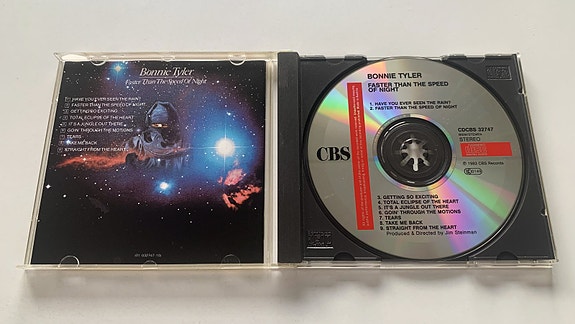 Bonnie Tyler
Faster Than The Speed Of Night
HAVE YOU EVER SEEN THE RAIN?
FASTER THAN THE SPEED OF NIGHT
GETTING SO EXCITING
TOTAL ECLIPSE OF THE HEART
IT'S A JUNGLE OUT THERE
GOIN' THROUGH THE MOTIONS
TEARS
TAKE ME BACK
STRAIGHT FROM THE HEART
BONNIE TYLER
FASTER THAN THE SPEED
OF NIGHT
1. HAVE YOU EVER SEEN THE RAIN?
2. FASTER THAN THE SPEED OF NIGHT
CDCBS 32747
STEREO
CBS
℗ 1983 CBS Records
3. GETTING SO EXCITING
4. TOTAL ECLIPSE OF THE HEART
5. IT'S A JUNGLE OUT THERE
6. GOIN' THROUGH THE MOTIONS
7. TEARS
8. TAKE ME BACK
9. STRAIGHT FROM THE HEART
Produced & Directed by Jim Steinman